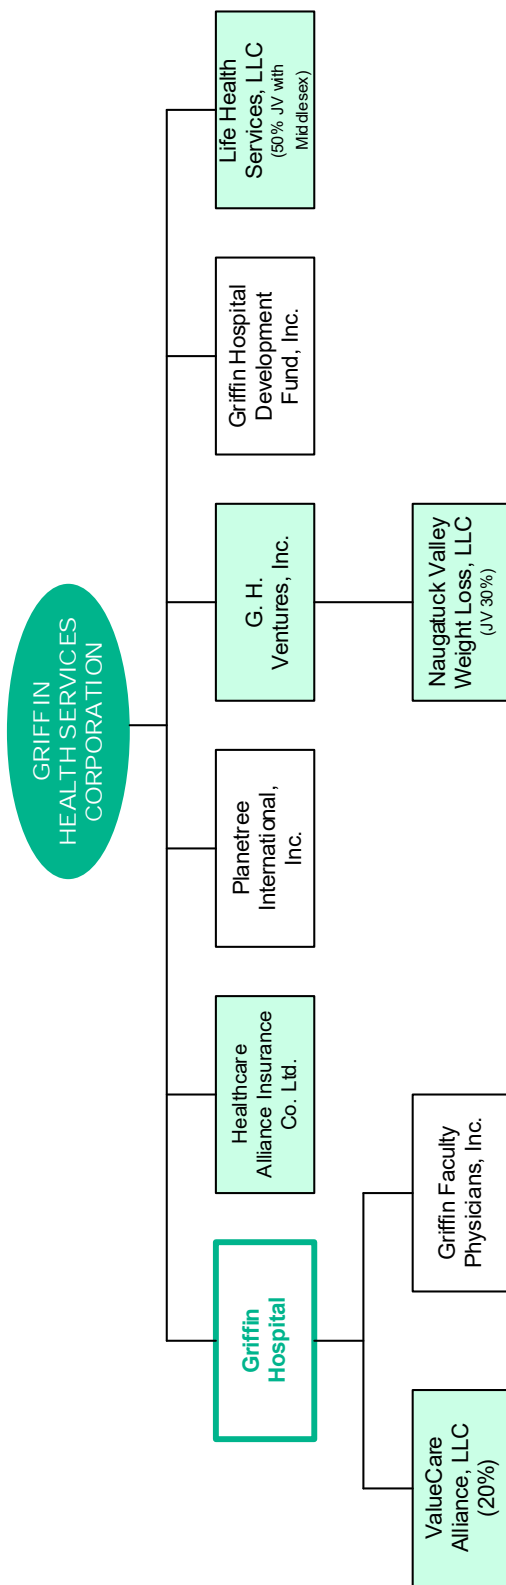 GRIFFIN
HEALTH SERVICES
CORPORATION
Griffin
Hospital
Healthcare
Alliance Insurance
Co. Ltd.
Planetree
International,
Inc.
G. H.
Ventures, Inc.
Griffin Hospital
Development
Fund, Inc.
Life Health
Services, LLC
(50% JV with
Middlesex)
ValueCare
Alliance, LLC
(20%)
Griffin Faculty
Physicians, Inc.
Naugatuck Valley
Weight Loss, LLC
(JV 30%)